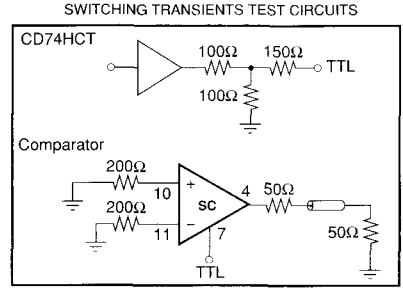 SWITCHING TRANSIENTS TEST CIRCUITS
CD74HCT
100Ω 150Ω
TTL
100Ω
Comparator
200Ω
10 + 4 50Ω
SC
200Ω
11 − 7
50Ω
TTL